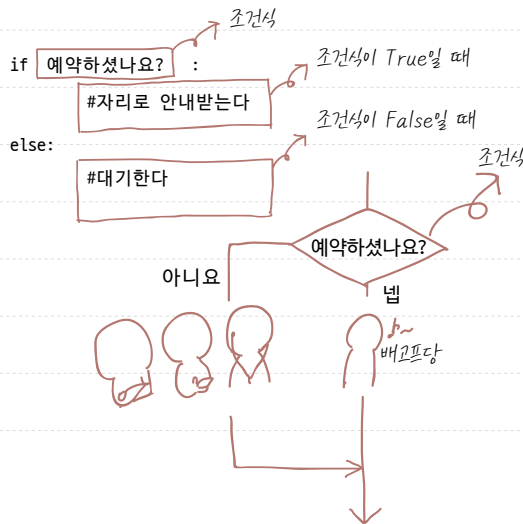 조건식
if 예약하셨나요? :
조건식이 True일 때
#자리로 안내받는다
조건식이 False일 때
else:
#대기한다
조건식
예약하셨나요?
아니요
넵
배고프당